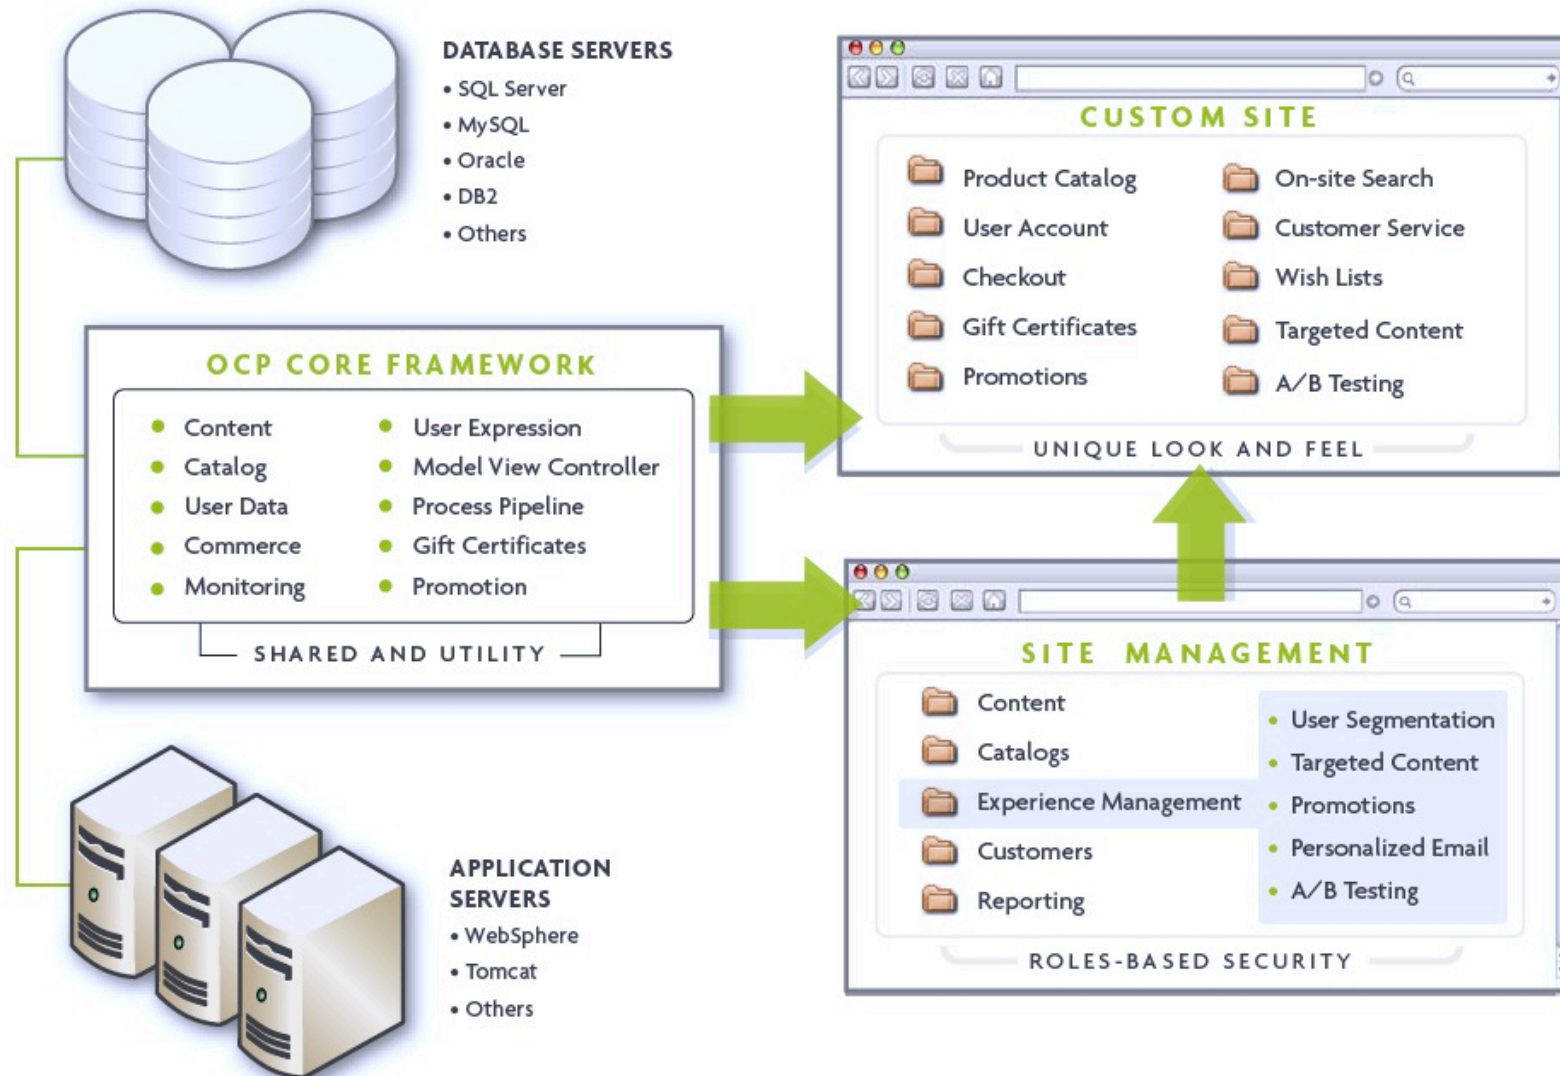 DATABASE SERVERS
• SQL Server
• MySQL
• Oracle
• DB2
• Others
OCP CORE FRAMEWORK
• Content
• Catalog
• User Data
• Commerce
• Monitoring
• User Expression
• Model View Controller
• Process Pipeline
• Gift Certificates
• Promotion
SHARED AND UTILITY
APPLICATION
SERVERS
• WebSphere
• Tomcat
• Others
CUSTOM SITE
Product Catalog
User Account
Checkout
Gift Certificates
Promotions
On-site Search
Customer Service
Wish Lists
Targeted Content
A/B Testing
UNIQUE LOOK AND FEEL
SITE MANAGEMENT
Content
Catalogs
Experience Management
Customers
Reporting
• User Segmentation
• Targeted Content
• Promotions
• Personalized Email
• A/B Testing
ROLES-BASED SECURITY